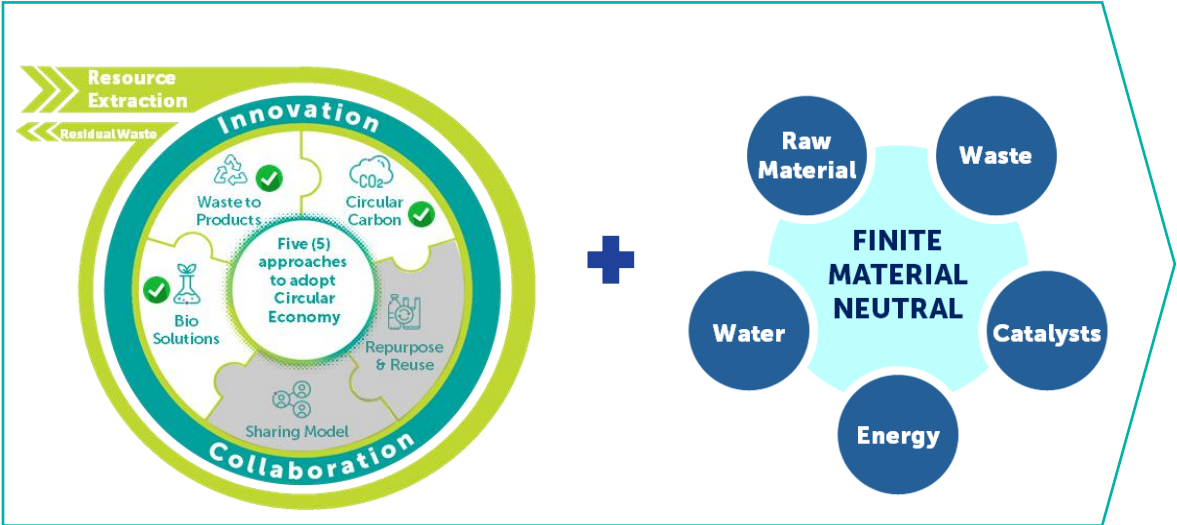 Resource
Extraction
Residual Waste
Innovation
Waste to
Products
CO₂
Circular
Carbon
Five (5)
approaches
to adopt
Circular
Economy
Bio
Solutions
Repurpose
& Reuse
Sharing Model
Collaboration
Raw
Material
Waste
FINITE
MATERIAL
NEUTRAL
Water
Catalysts
Energy